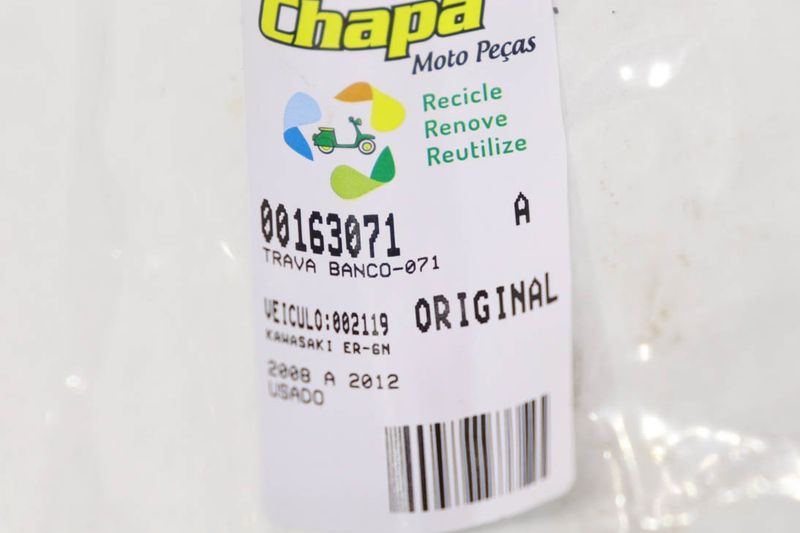 Chapa
Moto Peças
Recicle
Renove
Reutilize
00163071
A
TRAVA BANCO-071
VEICULO:002119
ORIGINAL
KAWASAKI ER-6N
2008 A 2012
USADO